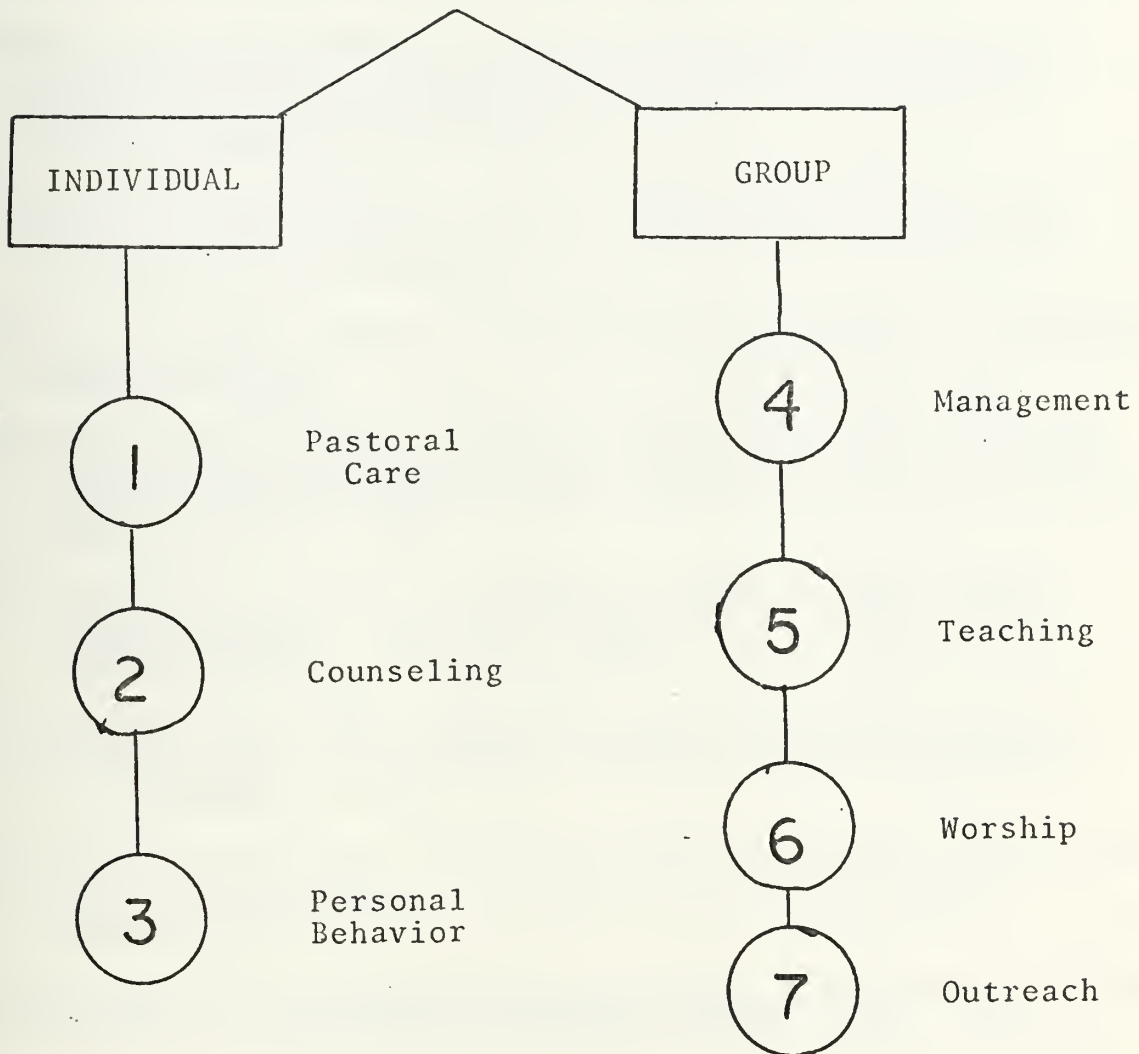 INDIVIDUAL
1
Pastoral
Care
2
Counseling
3
Personal
Behavior
GROUP
4
Management
5
Teaching
6
Worship
7
Outreach